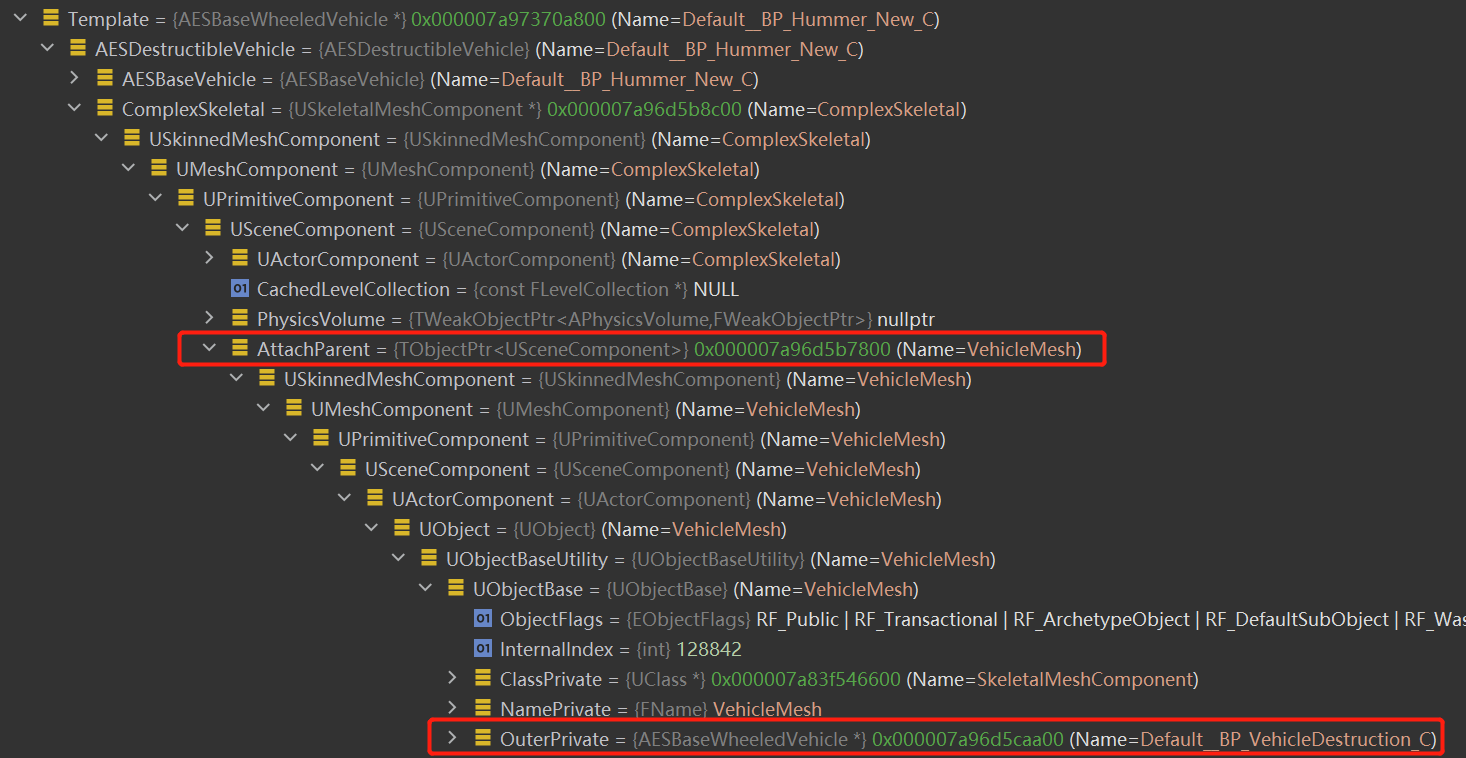 Template = {AESBaseWheeledVehicle *} 0x000007a97370a800 (Name=Default__BP_Hummer_New_C)
AESDestructibleVehicle = {AESDestructibleVehicle} (Name=Default__BP_Hummer_New_C)
AESBaseVehicle = {AESBaseVehicle} (Name=Default__BP_Hummer_New_C)
ComplexSkeletal = {USkeletalMeshComponent *} 0x000007a96d5b8c00 (Name=ComplexSkeletal)
USkinnedMeshComponent = {USkinnedMeshComponent} (Name=ComplexSkeletal)
UMeshComponent = {UMeshComponent} (Name=ComplexSkeletal)
UPrimitiveComponent = {UPrimitiveComponent} (Name=ComplexSkeletal)
USceneComponent = {USceneComponent} (Name=ComplexSkeletal)
UActorComponent = {UActorComponent} (Name=ComplexSkeletal)
01 CachedLevelCollection = {const FLevelCollection *} NULL
PhysicsVolume = {TWeakObjectPtr<APhysicsVolume,FWeakObjectPtr>} nullptr
AttachParent = {TObjectPtr<USceneComponent>} 0x000007a96d5b7800 (Name=VehicleMesh)
USkinnedMeshComponent = {USkinnedMeshComponent} (Name=VehicleMesh)
UMeshComponent = {UMeshComponent} (Name=VehicleMesh)
UPrimitiveComponent = {UPrimitiveComponent} (Name=VehicleMesh)
USceneComponent = {USceneComponent} (Name=VehicleMesh)
UActorComponent = {UActorComponent} (Name=VehicleMesh)
UObject = {UObject} (Name=VehicleMesh)
UObjectBaseUtility = {UObjectBaseUtility} (Name=VehicleMesh)
UObjectBase = {UObjectBase} (Name=VehicleMesh)
01 ObjectFlags = {EObjectFlags} RF_Public | RF_Transactional | RF_ArchetypeObject | RF_DefaultSubObject | RF_Was
01 InternalIndex = {int} 128842
ClassPrivate = {UClass *} 0x000007a83f546600 (Name=SkeletalMeshComponent)
NamePrivate = {FName} VehicleMesh
OuterPrivate = {AESBaseWheeledVehicle *} 0x000007a96d5caa00 (Name=Default__BP_VehicleDestruction_C)